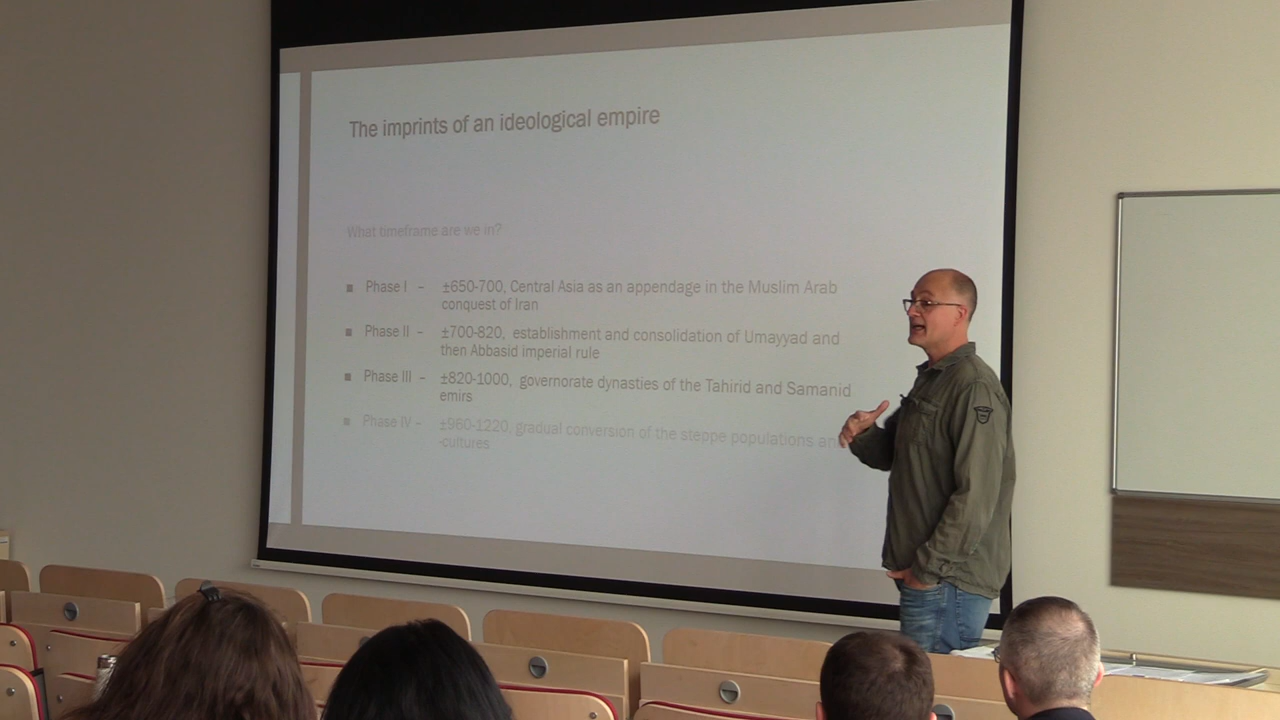 The imprints of an ideological empire
What timeframe are we in?
■ Phase I – ±650-700, Central Asia as an appendage in the Muslim Arab
conquest of Iran
■ Phase II – ±700-820, establishment and consolidation of Umayyad and
then Abbasid imperial rule
■ Phase III – ±820-1000, governorate dynasties of the Tahirid and Samanid
emirs
■ Phase IV – ±960-1220, gradual conversion of the steppe populations
-cultures